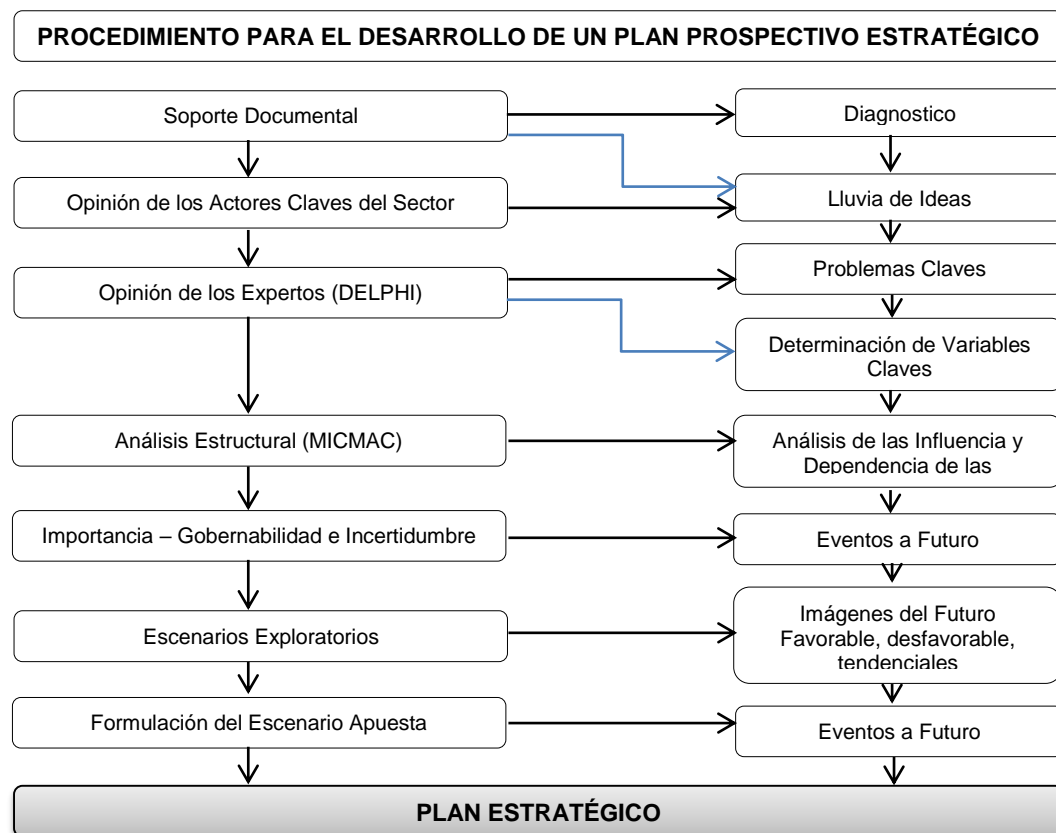 PROCEDIMIENTO PARA EL DESARROLLO DE UN PLAN PROSPECTIVO ESTRATÉGICO
Soporte Documental
Diagnostico
Opinión de los Actores Claves del Sector
Lluvia de Ideas
Opinión de los Expertos (DELPHI)
Problemas Claves
Determinación de Variables
Claves
Análisis Estructural (MICMAC)
Análisis de las Influencia y
Dependencia de las
Importancia – Gobernabilidad e Incertidumbre
Eventos a Futuro
Escenarios Exploratorios
Imágenes del Futuro
Favorable, desfavorable,
tendenciales
Formulación del Escenario Apuesta
Eventos a Futuro
PLAN ESTRATÉGICO